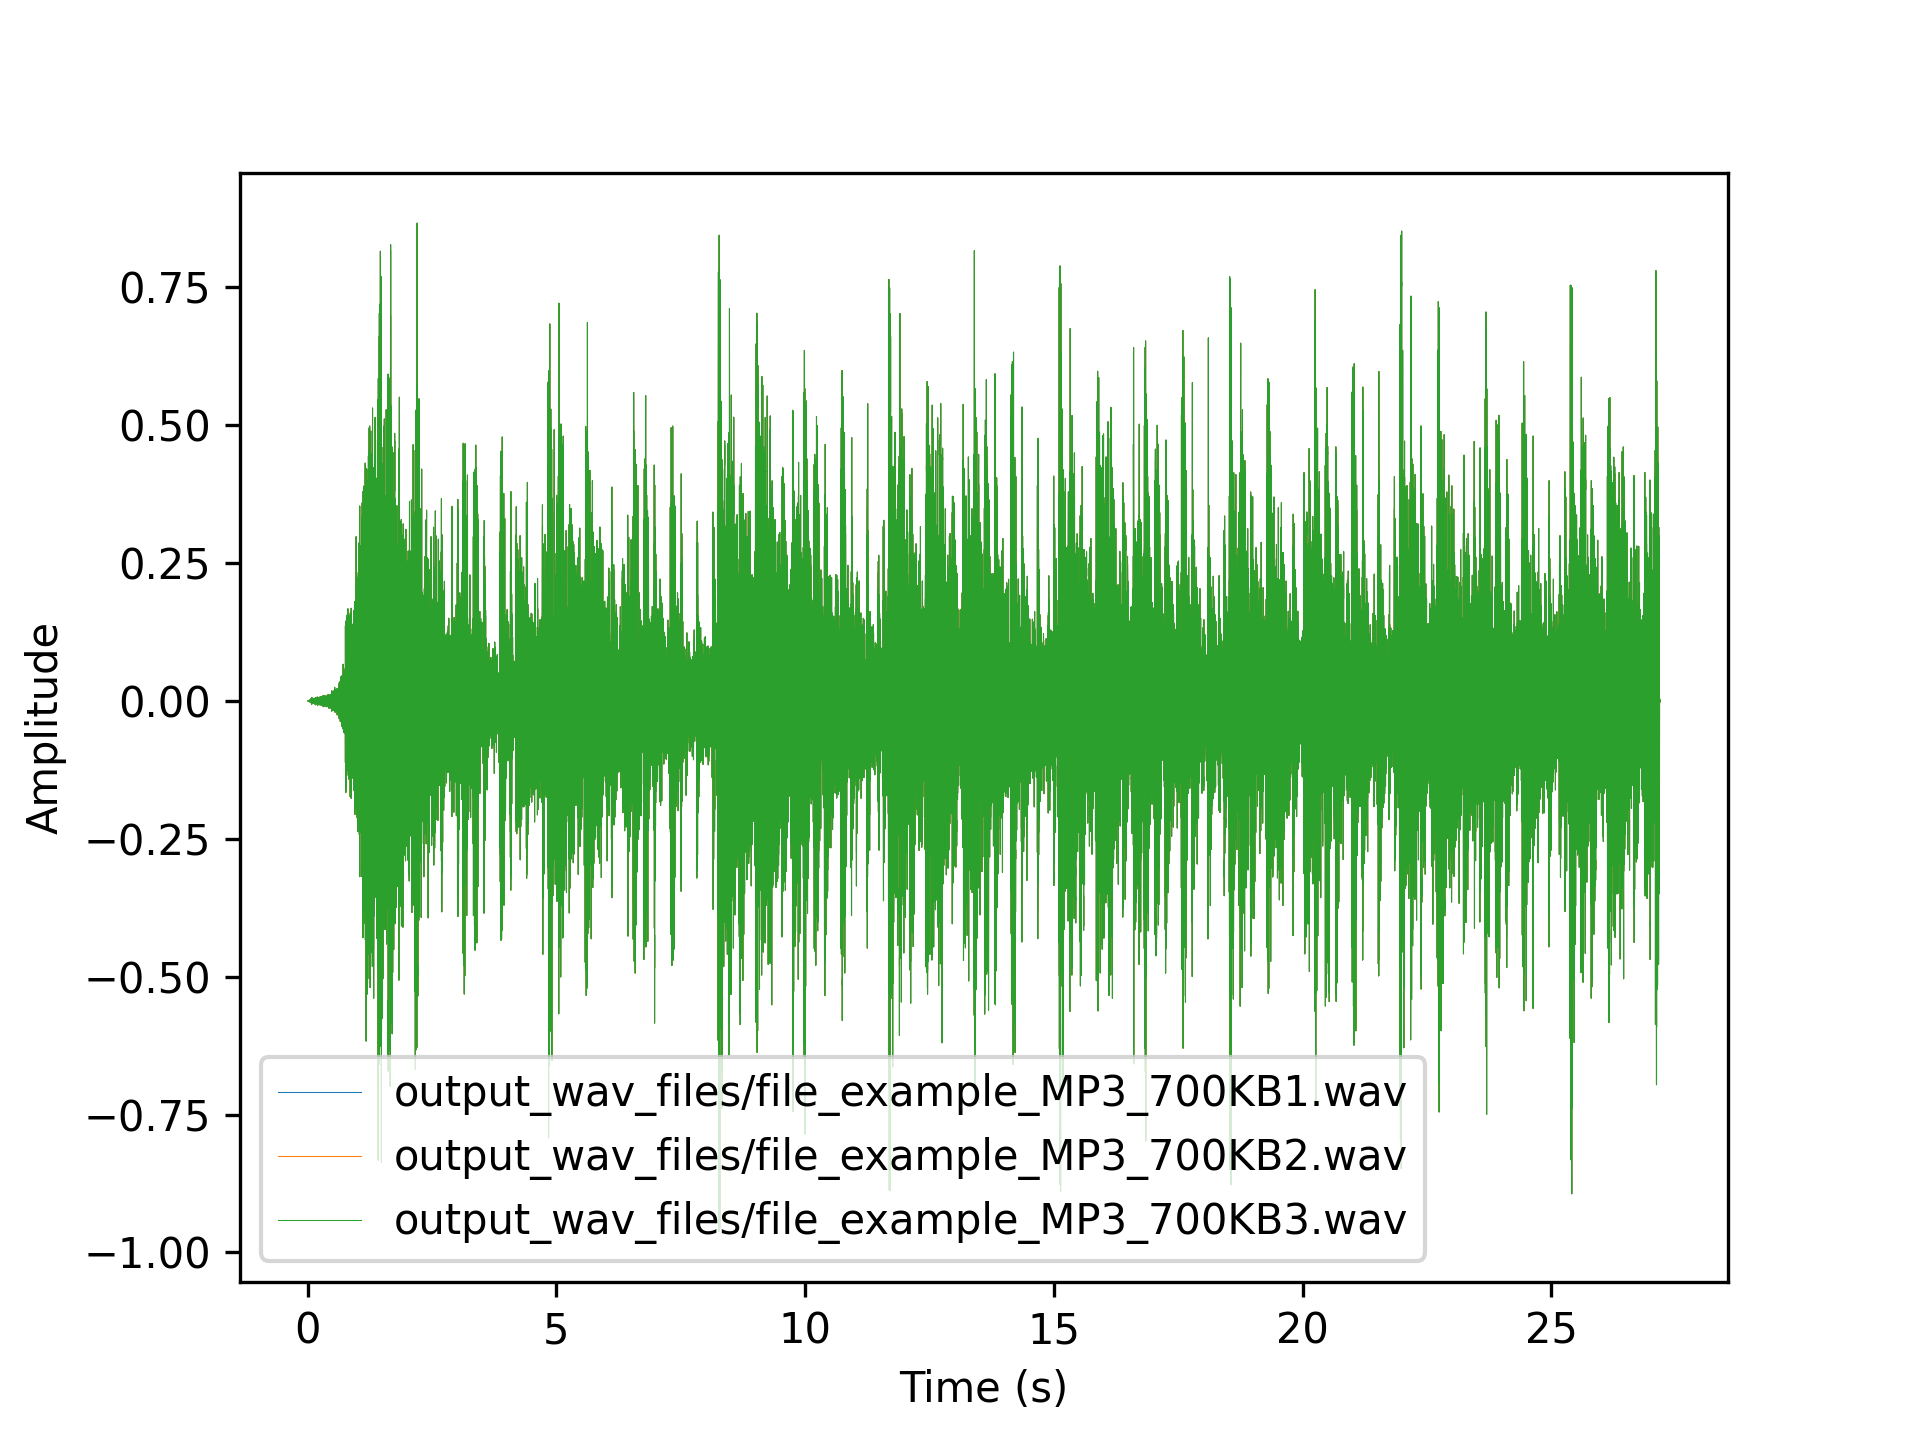 0.75
0.50
0.25
0.00
−0.25
−0.50
−0.75
−1.00
Amplitude
output_wav_files/file_example_MP3_700KB1.wav
output_wav_files/file_example_MP3_700KB2.wav
output_wav_files/file_example_MP3_700KB3.wav
0 5 10 15 20 25
Time (s)